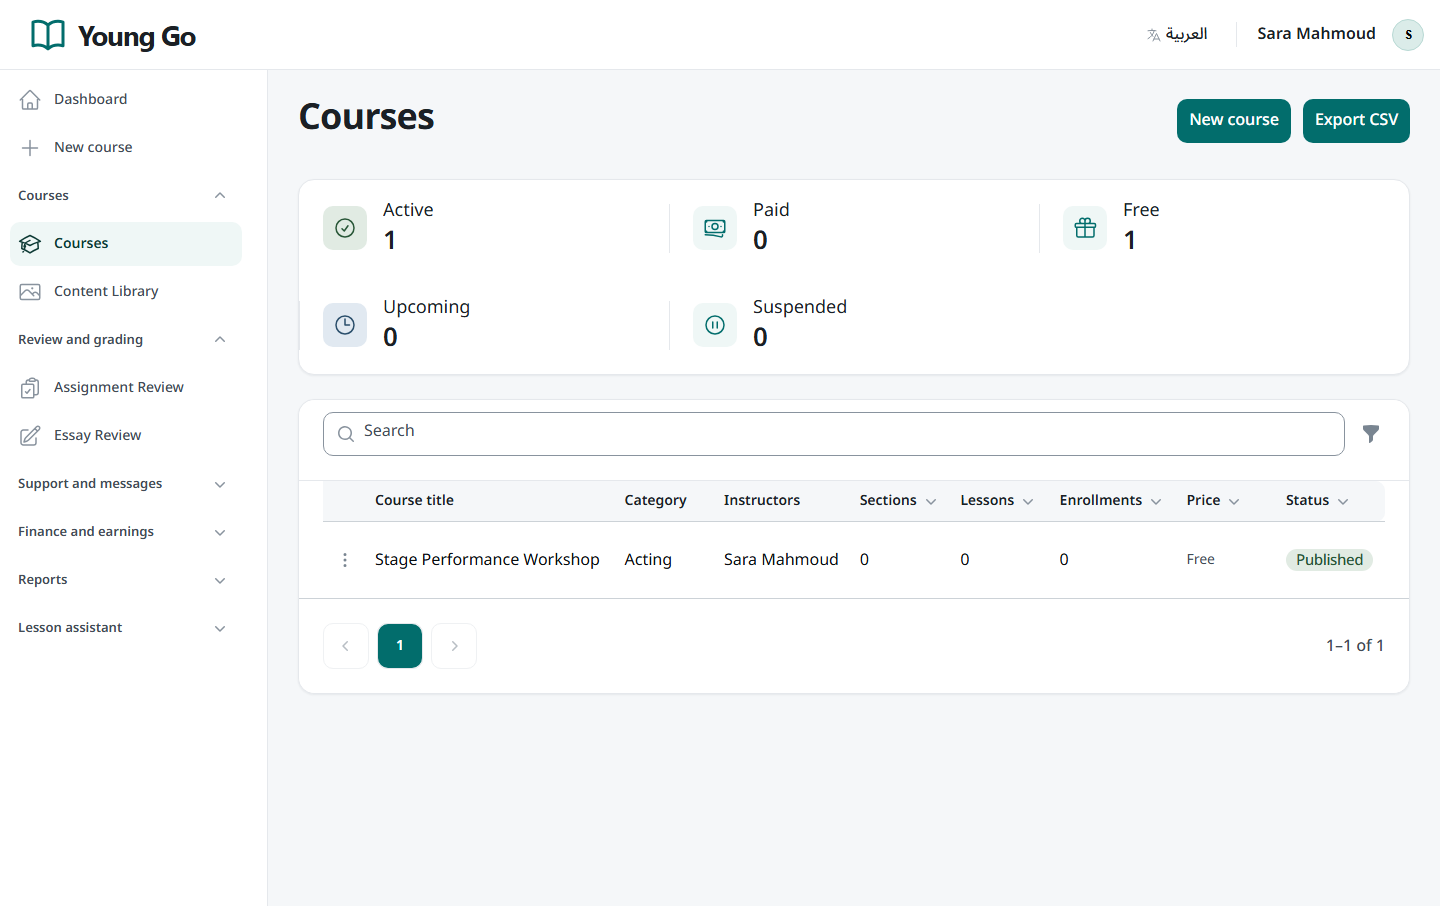 Young Go
العربية
Sara Mahmoud
S
Dashboard
New course
Courses
Courses
Content Library
Review and grading
Assignment Review
Essay Review
Support and messages
Finance and earnings
Reports
Lesson assistant
Courses
New course
Export CSV
Active
1
Paid
0
Free
1
Upcoming
0
Suspended
0
Search
Course title Category Instructors Sections Lessons Enrollments Price Status
Stage Performance Workshop Acting Sara Mahmoud 0 0 0 Free Published
1
1–1 of 1